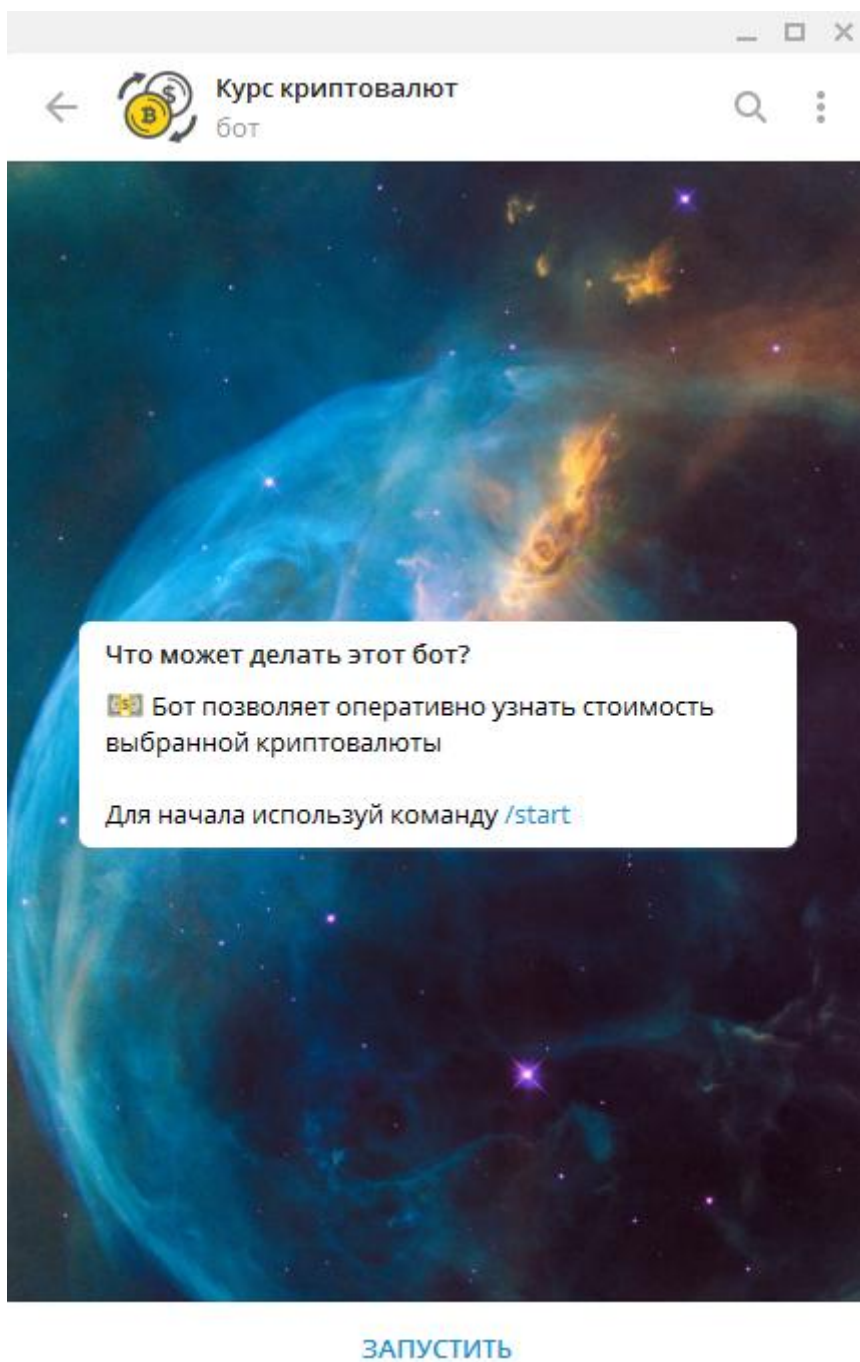 Курс криптовалют
бот
Что может делать этот бот?
💵 Бот позволяет оперативно узнать стоимость
выбранной криптовалюты
Для начала используй команду /start
ЗАПУСТИТЬ